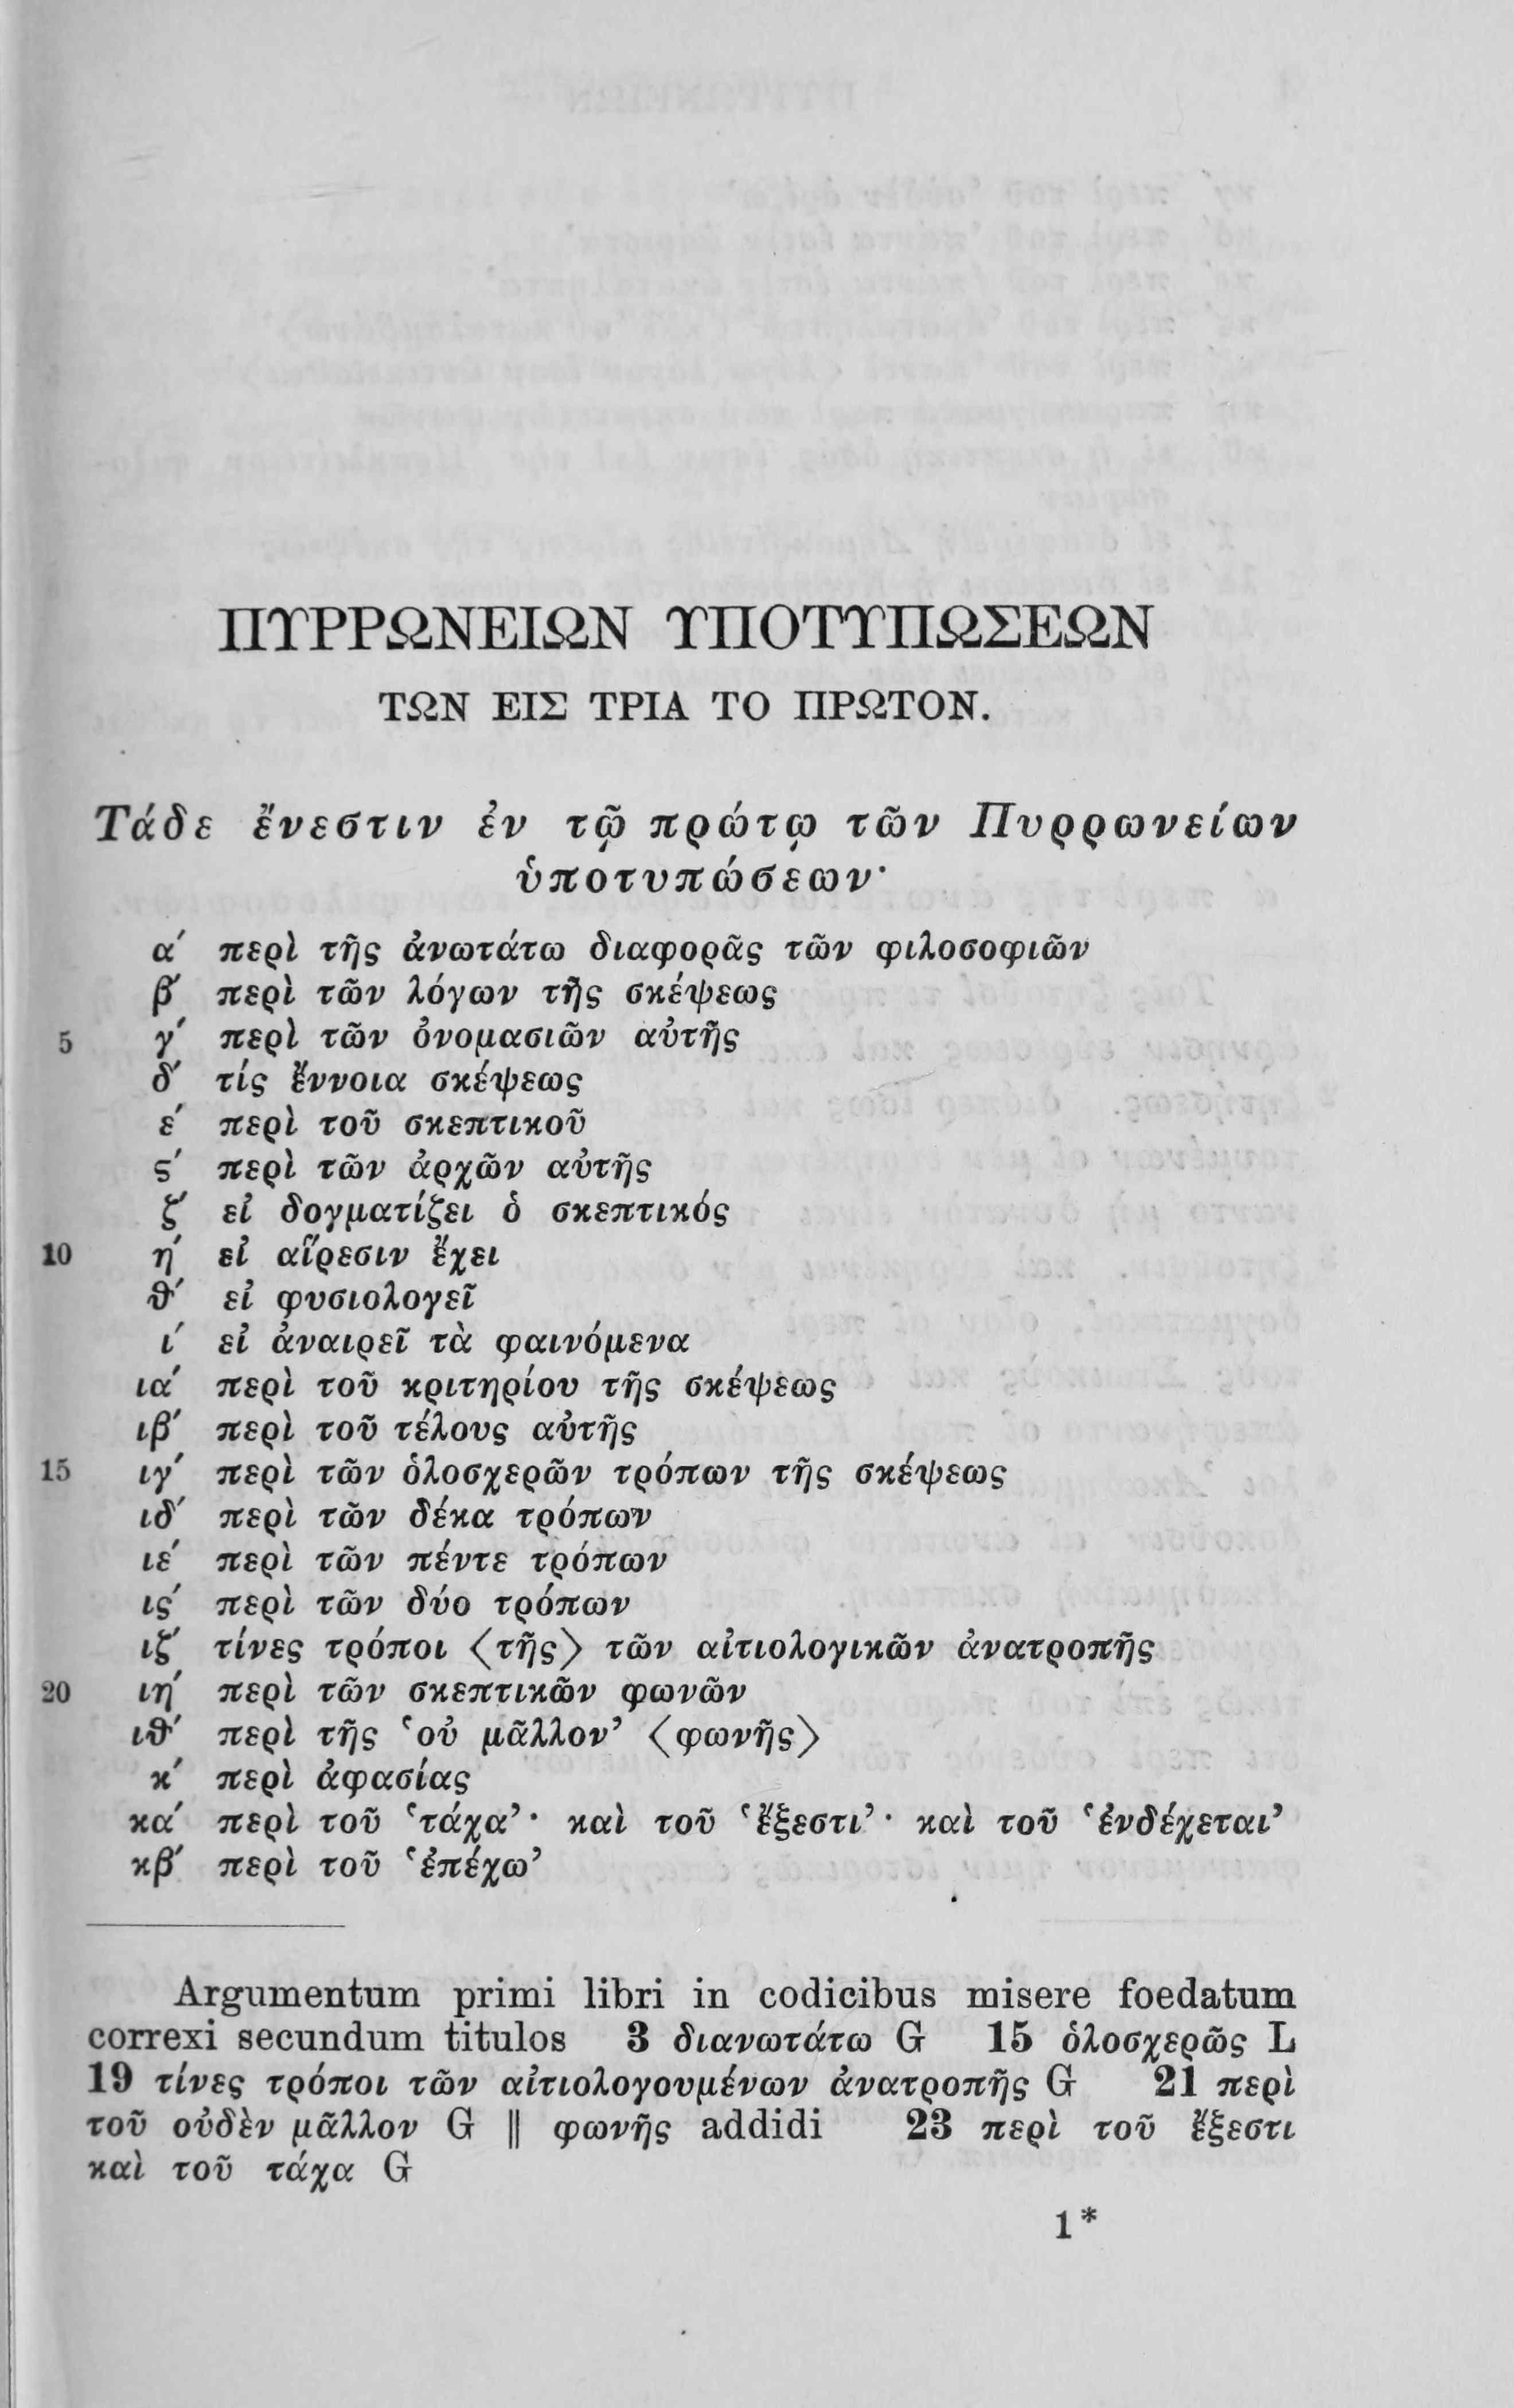 ΠΥΡΡΩΝΕΙΩΝ ΥΠΟΤΥΠΩΣΕΩΝ
ΤΩΝ ΕΙΣ ΤΡΙΑ ΤΟ ΠΡΩΤΟΝ.
Τάδε ἔνεστιν ἐν τῷ πρώτῳ τῶν Πυρρωνείων
ὑποτυπώσεων·
α´ περὶ τῆς ἀνωτάτω διαφορᾶς τῶν φιλοσοφιῶν
β´ περὶ τῶν λόγων τῆς σκέψεως
5 γ´ περὶ τῶν ὀνομασιῶν αὐτῆς
δ´ τίς ἔννοια σκέψεως
ε´ περὶ τοῦ σκεπτικοῦ
ς´ περὶ τῶν ἀρχῶν αὐτῆς
ζ´ εἰ δογματίζει ὁ σκεπτικός
10 η´ εἰ αἵρεσιν ἔχει
θ´ εἰ φυσιολογεῖ
ι´ εἰ ἀναιρεῖ τὰ φαινόμενα
ια´ περὶ τοῦ κριτηρίου τῆς σκέψεως
ιβ´ περὶ τοῦ τέλους αὐτῆς
15 ιγ´ περὶ τῶν ὁλοσχερῶν τρόπων τῆς σκέψεως
ιδ´ περὶ τῶν δέκα τρόπων
ιε´ περὶ τῶν πέντε τρόπων
ις´ περὶ τῶν δύο τρόπων
ιζ´ τίνες τρόποι ⟨τῆς⟩ τῶν αἰτιολογικῶν ἀνατροπῆς
20 ιη´ περὶ τῶν σκεπτικῶν φωνῶν
ιθ´ περὶ τῆς ‘οὐ μᾶλλον’ ⟨φωνῆς⟩
κ´ περὶ ἀφασίας
κα´ περὶ τοῦ ‘τάχα’· καὶ τοῦ ‘ἔξεστι’· καὶ τοῦ ‘ἐνδέχεται’
κβ´ περὶ τοῦ ‘ἐπέχω’
Argumentum primi libri in codicibus misere foedatum
correxi secundum titulos 3 διανωτάτω G 15 ὁλοσχερῶς L
19 τίνες τρόποι τῶν αἰτιολογουμένων ἀνατροπῆς G 21 περὶ
τοῦ οὐδὲν μᾶλλον G ‖ φωνῆς addidi 23 περὶ τοῦ ἔξεστι
καὶ τοῦ τάχα G
1*